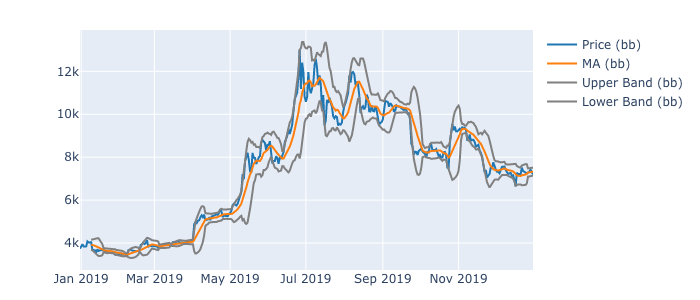 Price (bb)
MA (bb)
Upper Band (bb)
Lower Band (bb)
12k
10k
8k
6k
4k
Jan 2019 Mar 2019 May 2019 Jul 2019 Sep 2019 Nov 2019